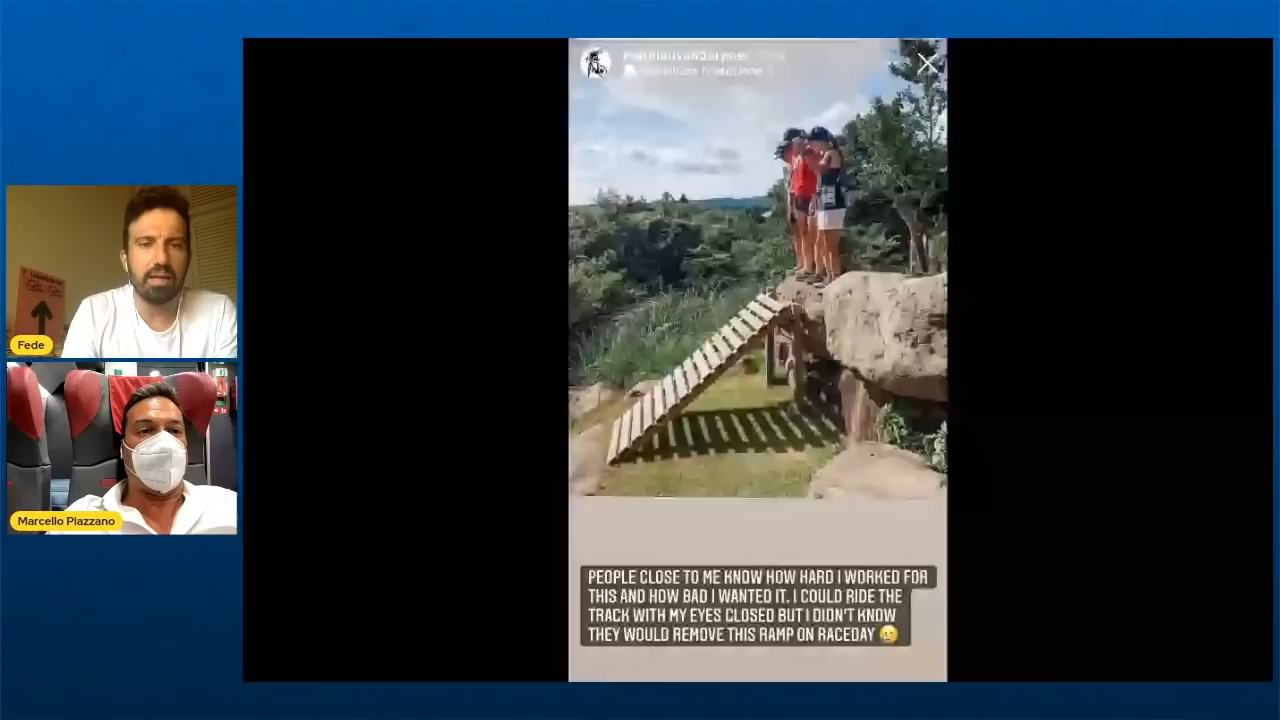 Fede
Marcello Piazzano
PEOPLE CLOSE TO ME KNOW HOW HARD I WORKED FOR
THIS AND HOW BAD I WANTED IT. I COULD RIDE THE
TRACK WITH MY EYES CLOSED BUT I DIDN'T KNOW
THEY WOULD REMOVE THIS RAMP ON RACEDAY 🥲